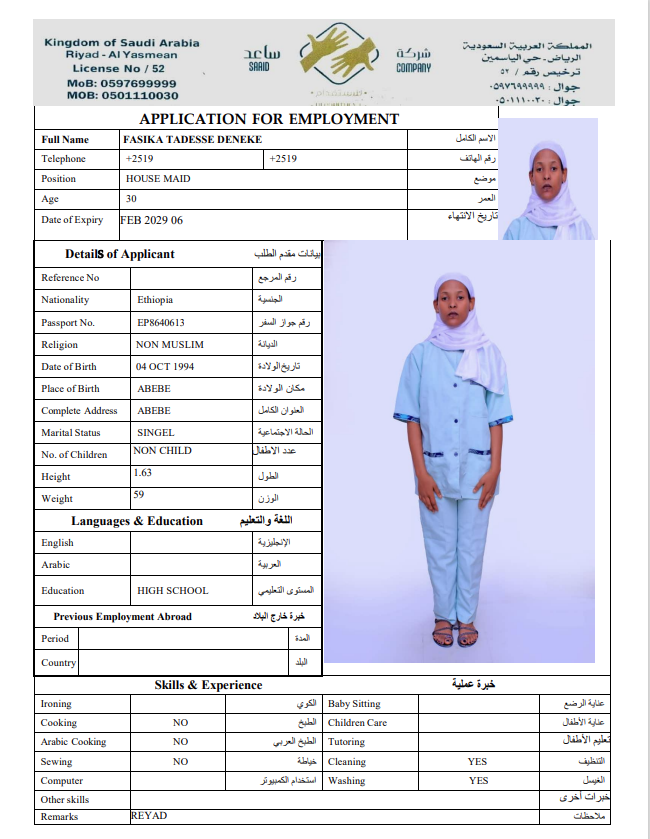 Kingdom of Saudi Arabia
Riyadh - Al Yasmean
License No / 52
MoB: 0597699999
MOB: 0501110030
ساعد
SAAID
شركة
COMPANY
المملكة العربية السعودية
الرياض - حي الياسمين
ترخيص رقم / ٥٢
جوال : ٠٥٩٧٦٩٩٩٩٩
جوال : ٠٥٠١١١٠٠٣٠
APPLICATION FOR EMPLOYMENT
Full Name FASIKA TADESSE DENEKE الاسم الكامل
Telephone +2519 +2519 رقم الهاتف
Position HOUSE MAID موضع
Age 30 العمر
Date of Expiry FEB 2029 06 تاريخ الانتهاء
Details of Applicant بيانات مقدم الطلب
Reference No رقم المرجع
Nationality Ethiopia الجنسية
Passport No. EP8640613 رقم جواز السفر
Religion NON MUSLIM الديانة
Date of Birth 04 OCT 1994 تاريخ الولادة
Place of Birth ABEBE مكان الولادة
Complete Address ABEBE العنوان الكامل
Marital Status SINGEL الحالة الاجتماعية
No. of Children NON CHILD عدد الاطفال
Height 1.63 الطول
Weight 59 الوزن
Languages & Education اللغة والتعليم
English الإنجليزية
Arabic العربية
Education HIGH SCHOOL المستوى التعليمي
Previous Employment Abroad خبرة خارج البلاد
Period المدة
Country البلد
Skills & Experience خبرة عملية
Ironing الكوي Baby Sitting عناية الرضع
Cooking NO الطبخ Children Care عناية الأطفال
Arabic Cooking NO الطبخ العربي Tutoring تعليم الأطفال
Sewing NO خياطة Cleaning YES التنظيف
Computer استخدام الكمبيوتر Washing YES الغسيل
Other skills خبرات أخرى
Remarks REYAD ملاحظات